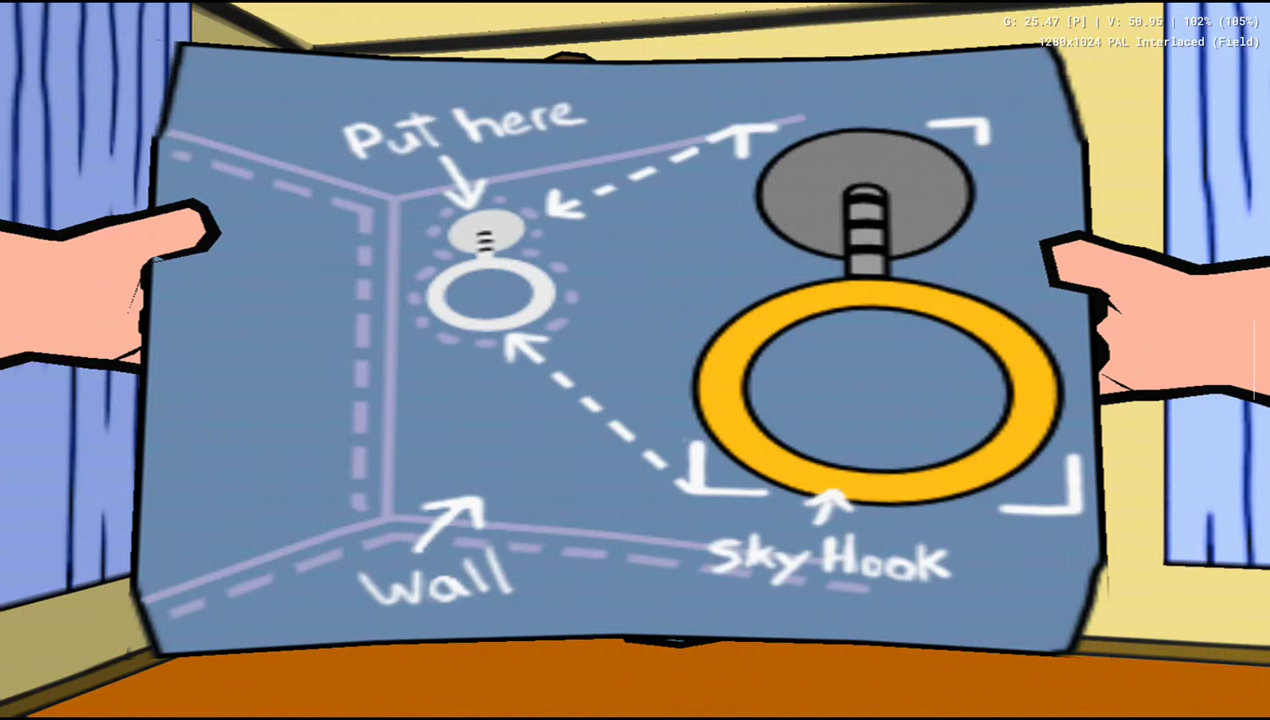 G: 25.47 [P] | V: 50.95 | 102% (105%)
1280x1024 PAL Interlaced (Field)
Put here
Wall
Sky Hook